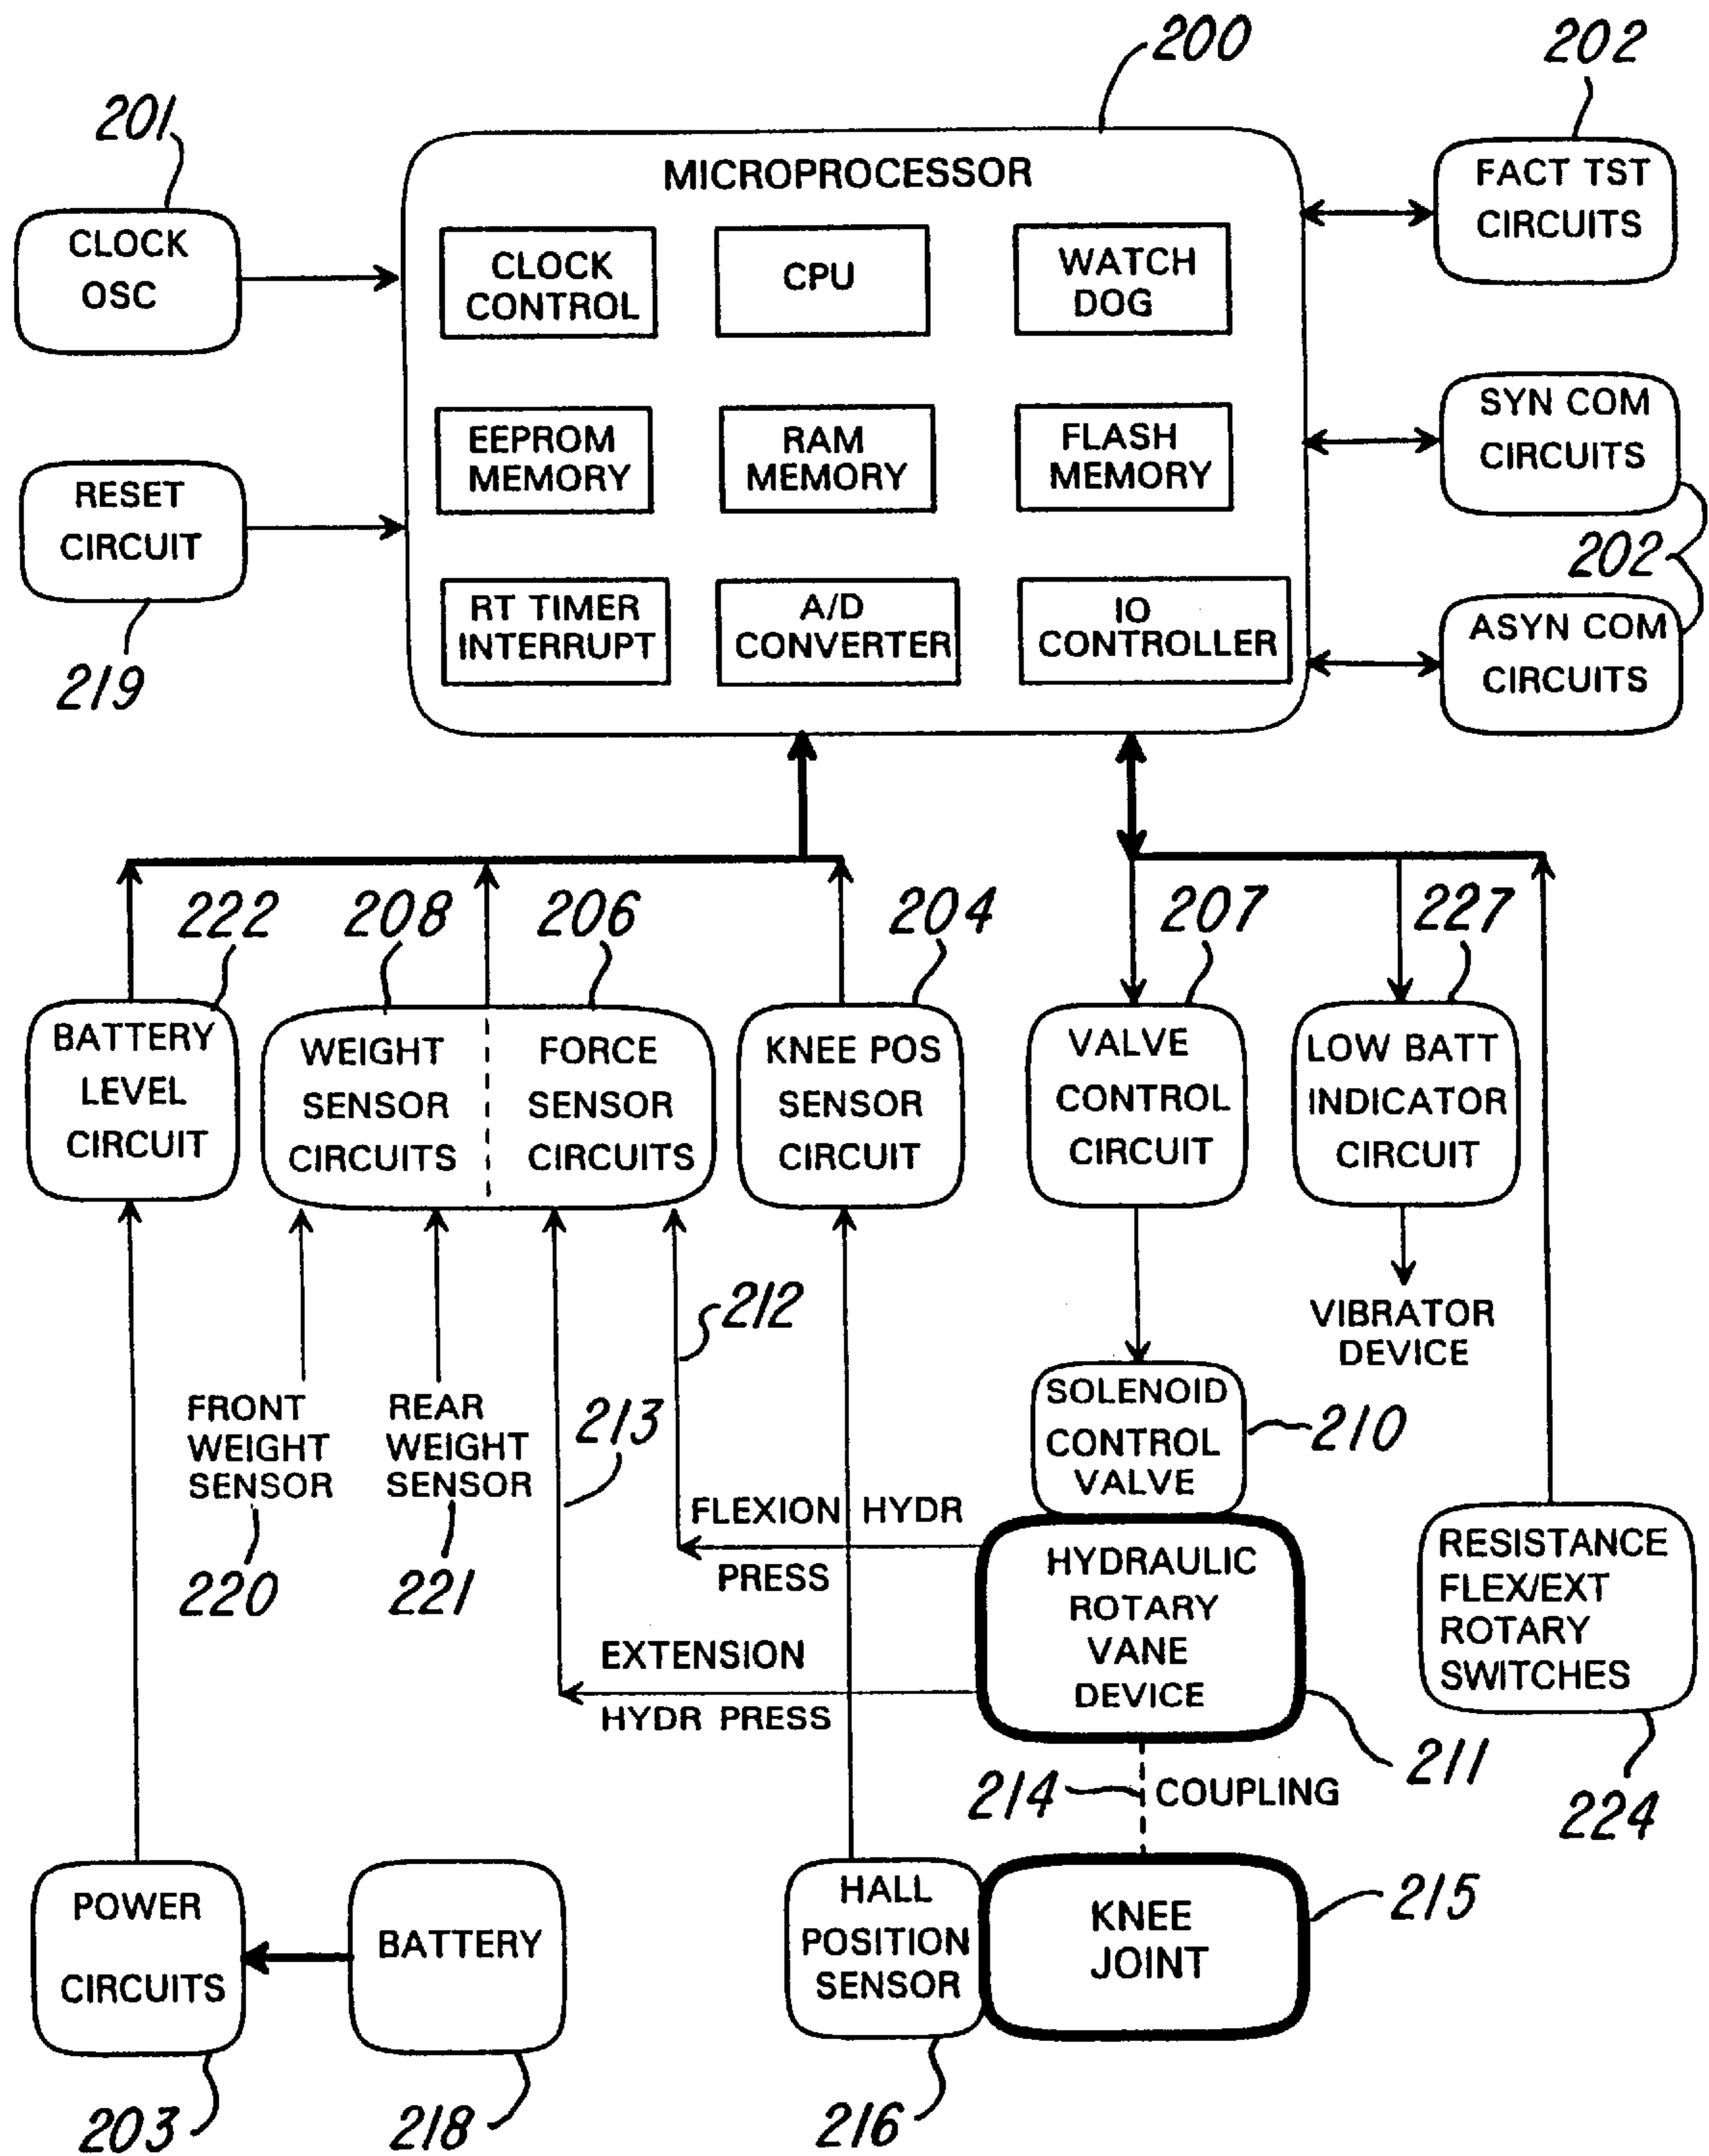 200
202
201
MICROPROCESSOR
FACT TST
CIRCUITS
CLOCK
OSC
CLOCK
CONTROL
CPU
WATCH
DOG
SYN COM
CIRCUITS
EEPROM
MEMORY
RAM
MEMORY
FLASH
MEMORY
RESET
CIRCUIT
202
RT TIMER
INTERRUPT
A/D
CONVERTER
IO
CONTROLLER
ASYN COM
CIRCUITS
219
222
208
206
204
207
227
BATTERY
LEVEL
CIRCUIT
WEIGHT
SENSOR
CIRCUITS
FORCE
SENSOR
CIRCUITS
KNEE POS
SENSOR
CIRCUIT
VALVE
CONTROL
CIRCUIT
LOW BATT
INDICATOR
CIRCUIT
212
VIBRATOR
DEVICE
FRONT
WEIGHT
SENSOR
220
REAR
WEIGHT
SENSOR
221
213
SOLENOID
CONTROL
VALVE
210
FLEXION HYDR
PRESS
HYDRAULIC
ROTARY
VANE
DEVICE
RESISTANCE
FLEX/EXT
ROTARY
SWITCHES
EXTENSION
HYDR PRESS
211
214
COUPLING
224
POWER
CIRCUITS
BATTERY
HALL
POSITION
SENSOR
KNEE
JOINT
215
203
218
216